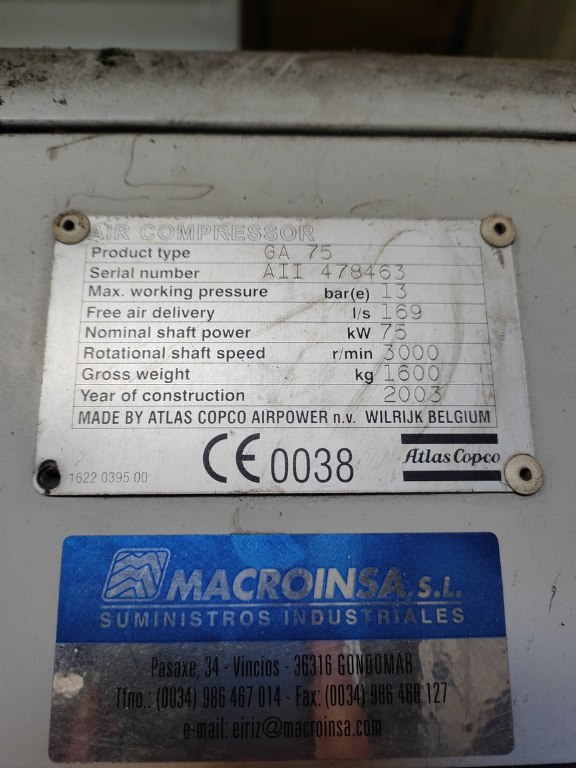 AIR COMPRESSOR
Product type GA 75
Serial number AII 478463
Max. working pressure bar(e) 13
Free air delivery l/s 169
Nominal shaft power kW 75
Rotational shaft speed r/min 3000
Gross weight kg 1600
Year of construction 2003
MADE BY ATLAS COPCO AIRPOWER n.v. WILRIJK BELGIUM
1622 0395 00 CE 0038 Atlas Copco
MACROINSA, S.L.
SUMINISTROS INDUSTRIALES
Pasaxe, 34 - Vincios - 36316 GONDOMAR
Tfno.: (0034) 986 467 014 - Fax: (0034) 986 468 127
e-mail: eiriz@macroinsa.com